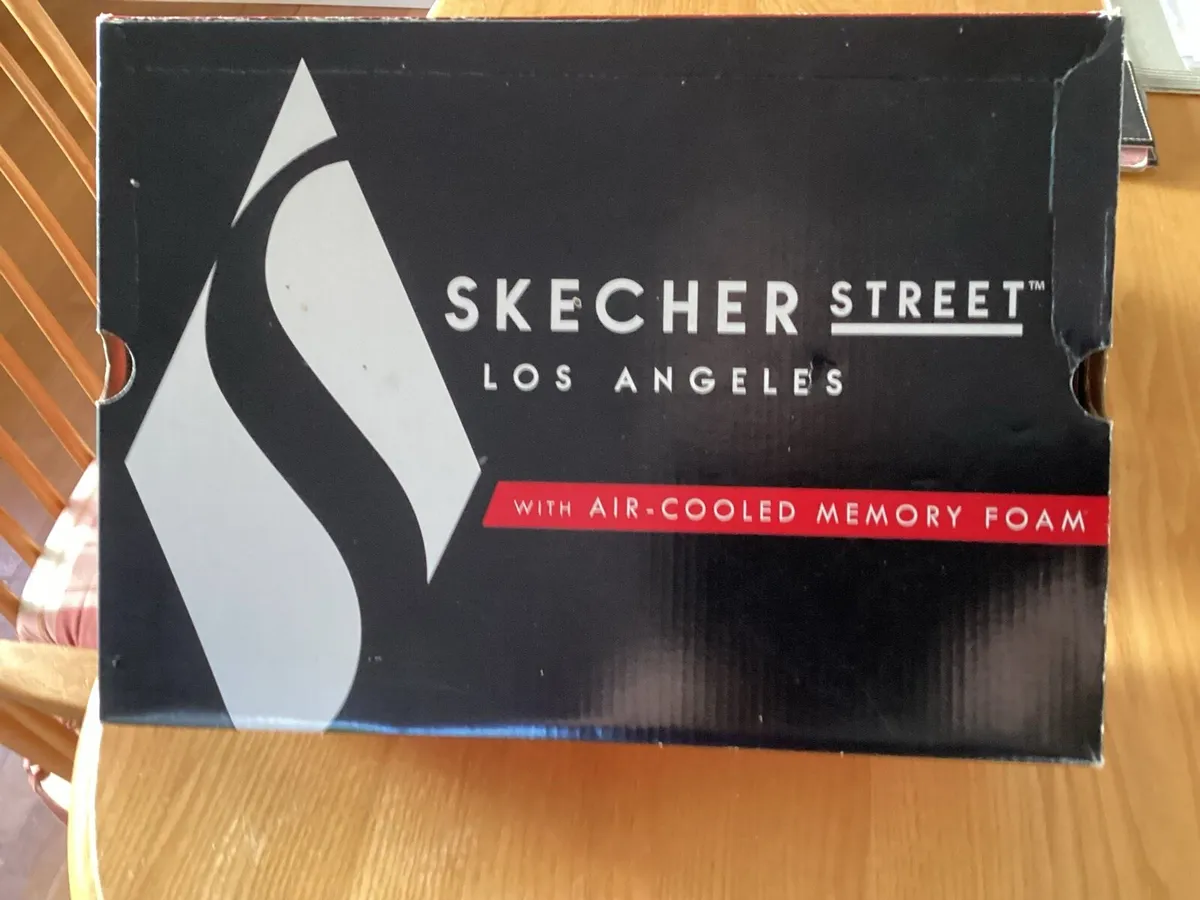 SKECHER STREET™
LOS ANGELES
WITH AIR-COOLED MEMORY FOAM